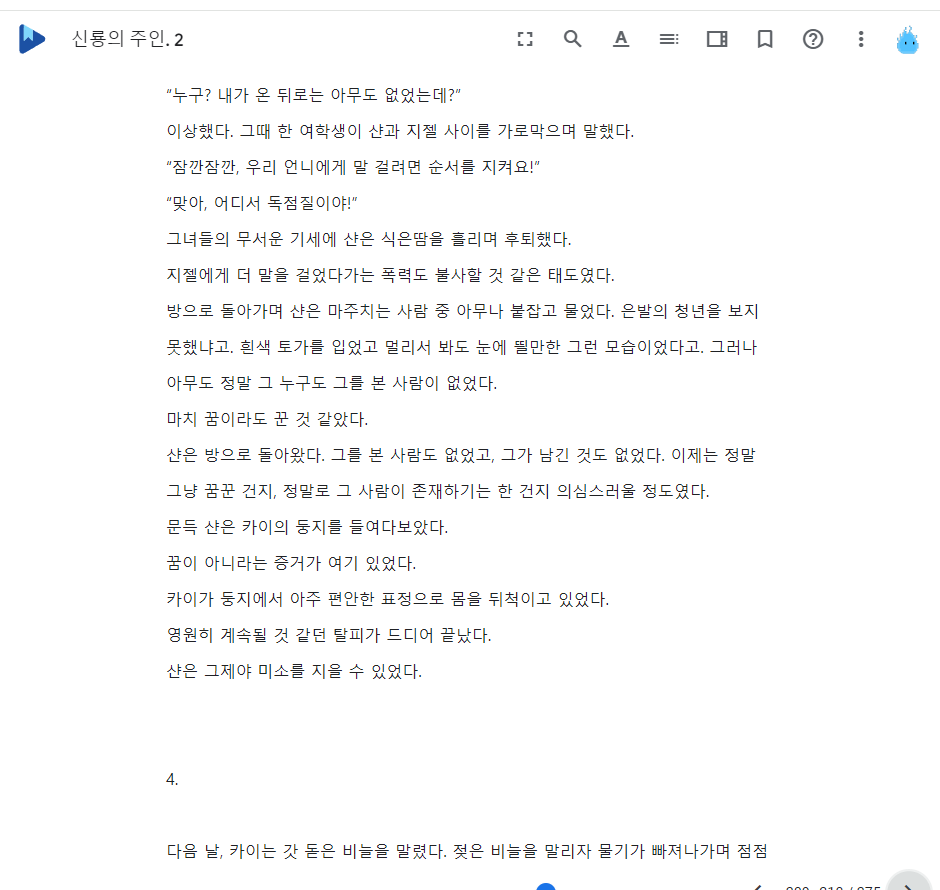 신룡의 주인. 2
“누구? 내가 온 뒤로는 아무도 없었는데?”
이상했다. 그때 한 여학생이 샨과 지젤 사이를 가로막으며 말했다.
“잠깐잠깐, 우리 언니에게 말 걸려면 순서를 지켜요!”
“맞아, 어디서 독점질이야!”
그녀들의 무서운 기세에 샨은 식은땀을 흘리며 후퇴했다.
지젤에게 더 말을 걸었다가는 폭력도 불사할 것 같은 태도였다.
방으로 돌아가며 샨은 마주치는 사람 중 아무나 붙잡고 물었다. 은발의 청년을 보지
못했냐고. 흰색 토가를 입었고 멀리서 봐도 눈에 띌만한 그런 모습이었다고. 그러나
아무도 정말 그 누구도 그를 본 사람이 없었다.
마치 꿈이라도 꾼 것 같았다.
샨은 방으로 돌아왔다. 그를 본 사람도 없었고, 그가 남긴 것도 없었다. 이제는 정말
그냥 꿈꾼 건지, 정말로 그 사람이 존재하기는 한 건지 의심스러울 정도였다.
문득 샨은 카이의 둥지를 들여다보았다.
꿈이 아니라는 증거가 여기 있었다.
카이가 둥지에서 아주 편안한 표정으로 몸을 뒤척이고 있었다.
영원히 계속될 것 같던 탈피가 드디어 끝났다.
샨은 그제야 미소를 지을 수 있었다.
4.
다음 날, 카이는 갓 돋은 비늘을 말렸다. 젖은 비늘을 말리자 물기가 빠져나가며 점점